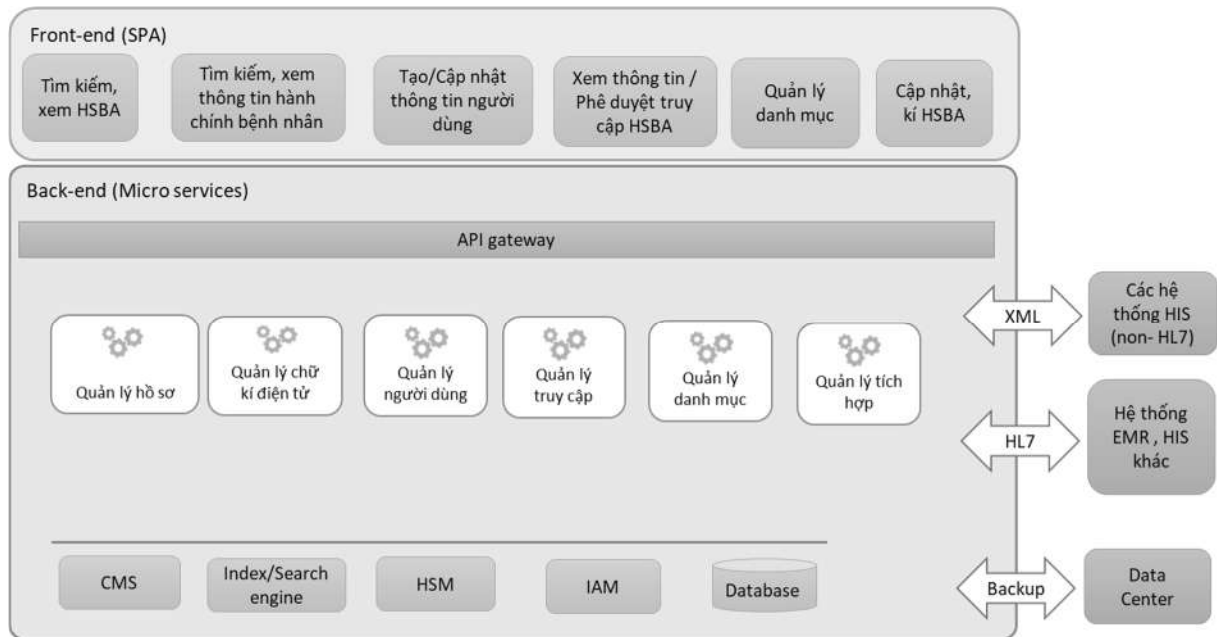 Front-end (SPA)
Tìm kiếm,
xem HSBA
Tìm kiếm, xem
thông tin hành
chính bệnh nhân
Tạo/Cập nhật
thông tin người
dùng
Xem thông tin /
Phê duyệt truy
cập HSBA
Quản lý
danh mục
Cập nhật,
kí HSBA
Back-end (Micro services)
API gateway
Quản lý hồ sơ
Quản lý chữ
kí điện tử
Quản lý
người dùng
Quản lý
truy cập
Quản lý
danh mục
Quản lý tích
hợp
XML
Các hệ
thống HIS
(non- HL7)
HL7
Hệ thống
EMR , HIS
khác
CMS
Index/Search
engine
HSM
IAM
Database
Backup
Data
Center